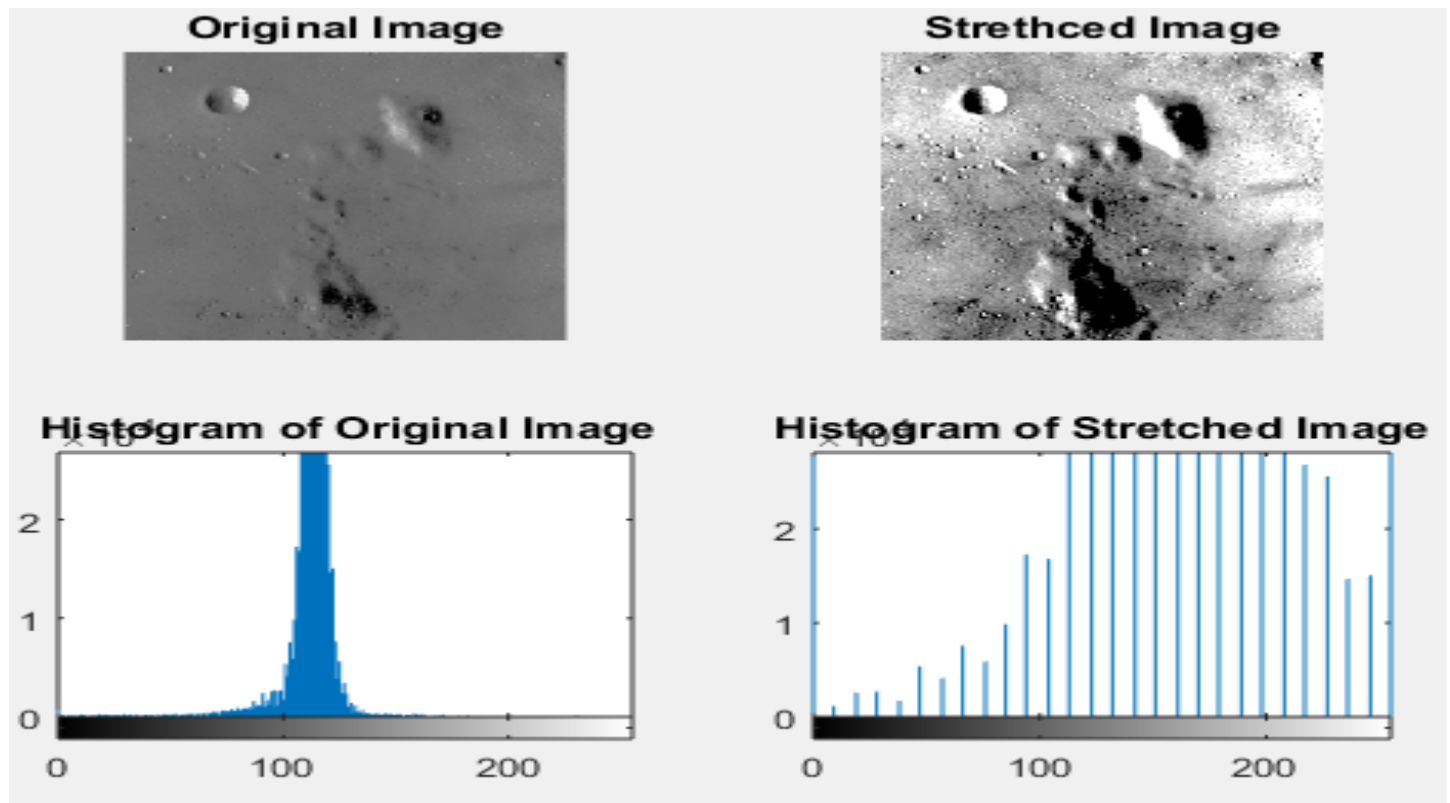 Original Image
Strethced Image
Histogram of Original Image
2
1
0
0 100 200
Histogram of Stretched Image
2
1
0
0 100 200